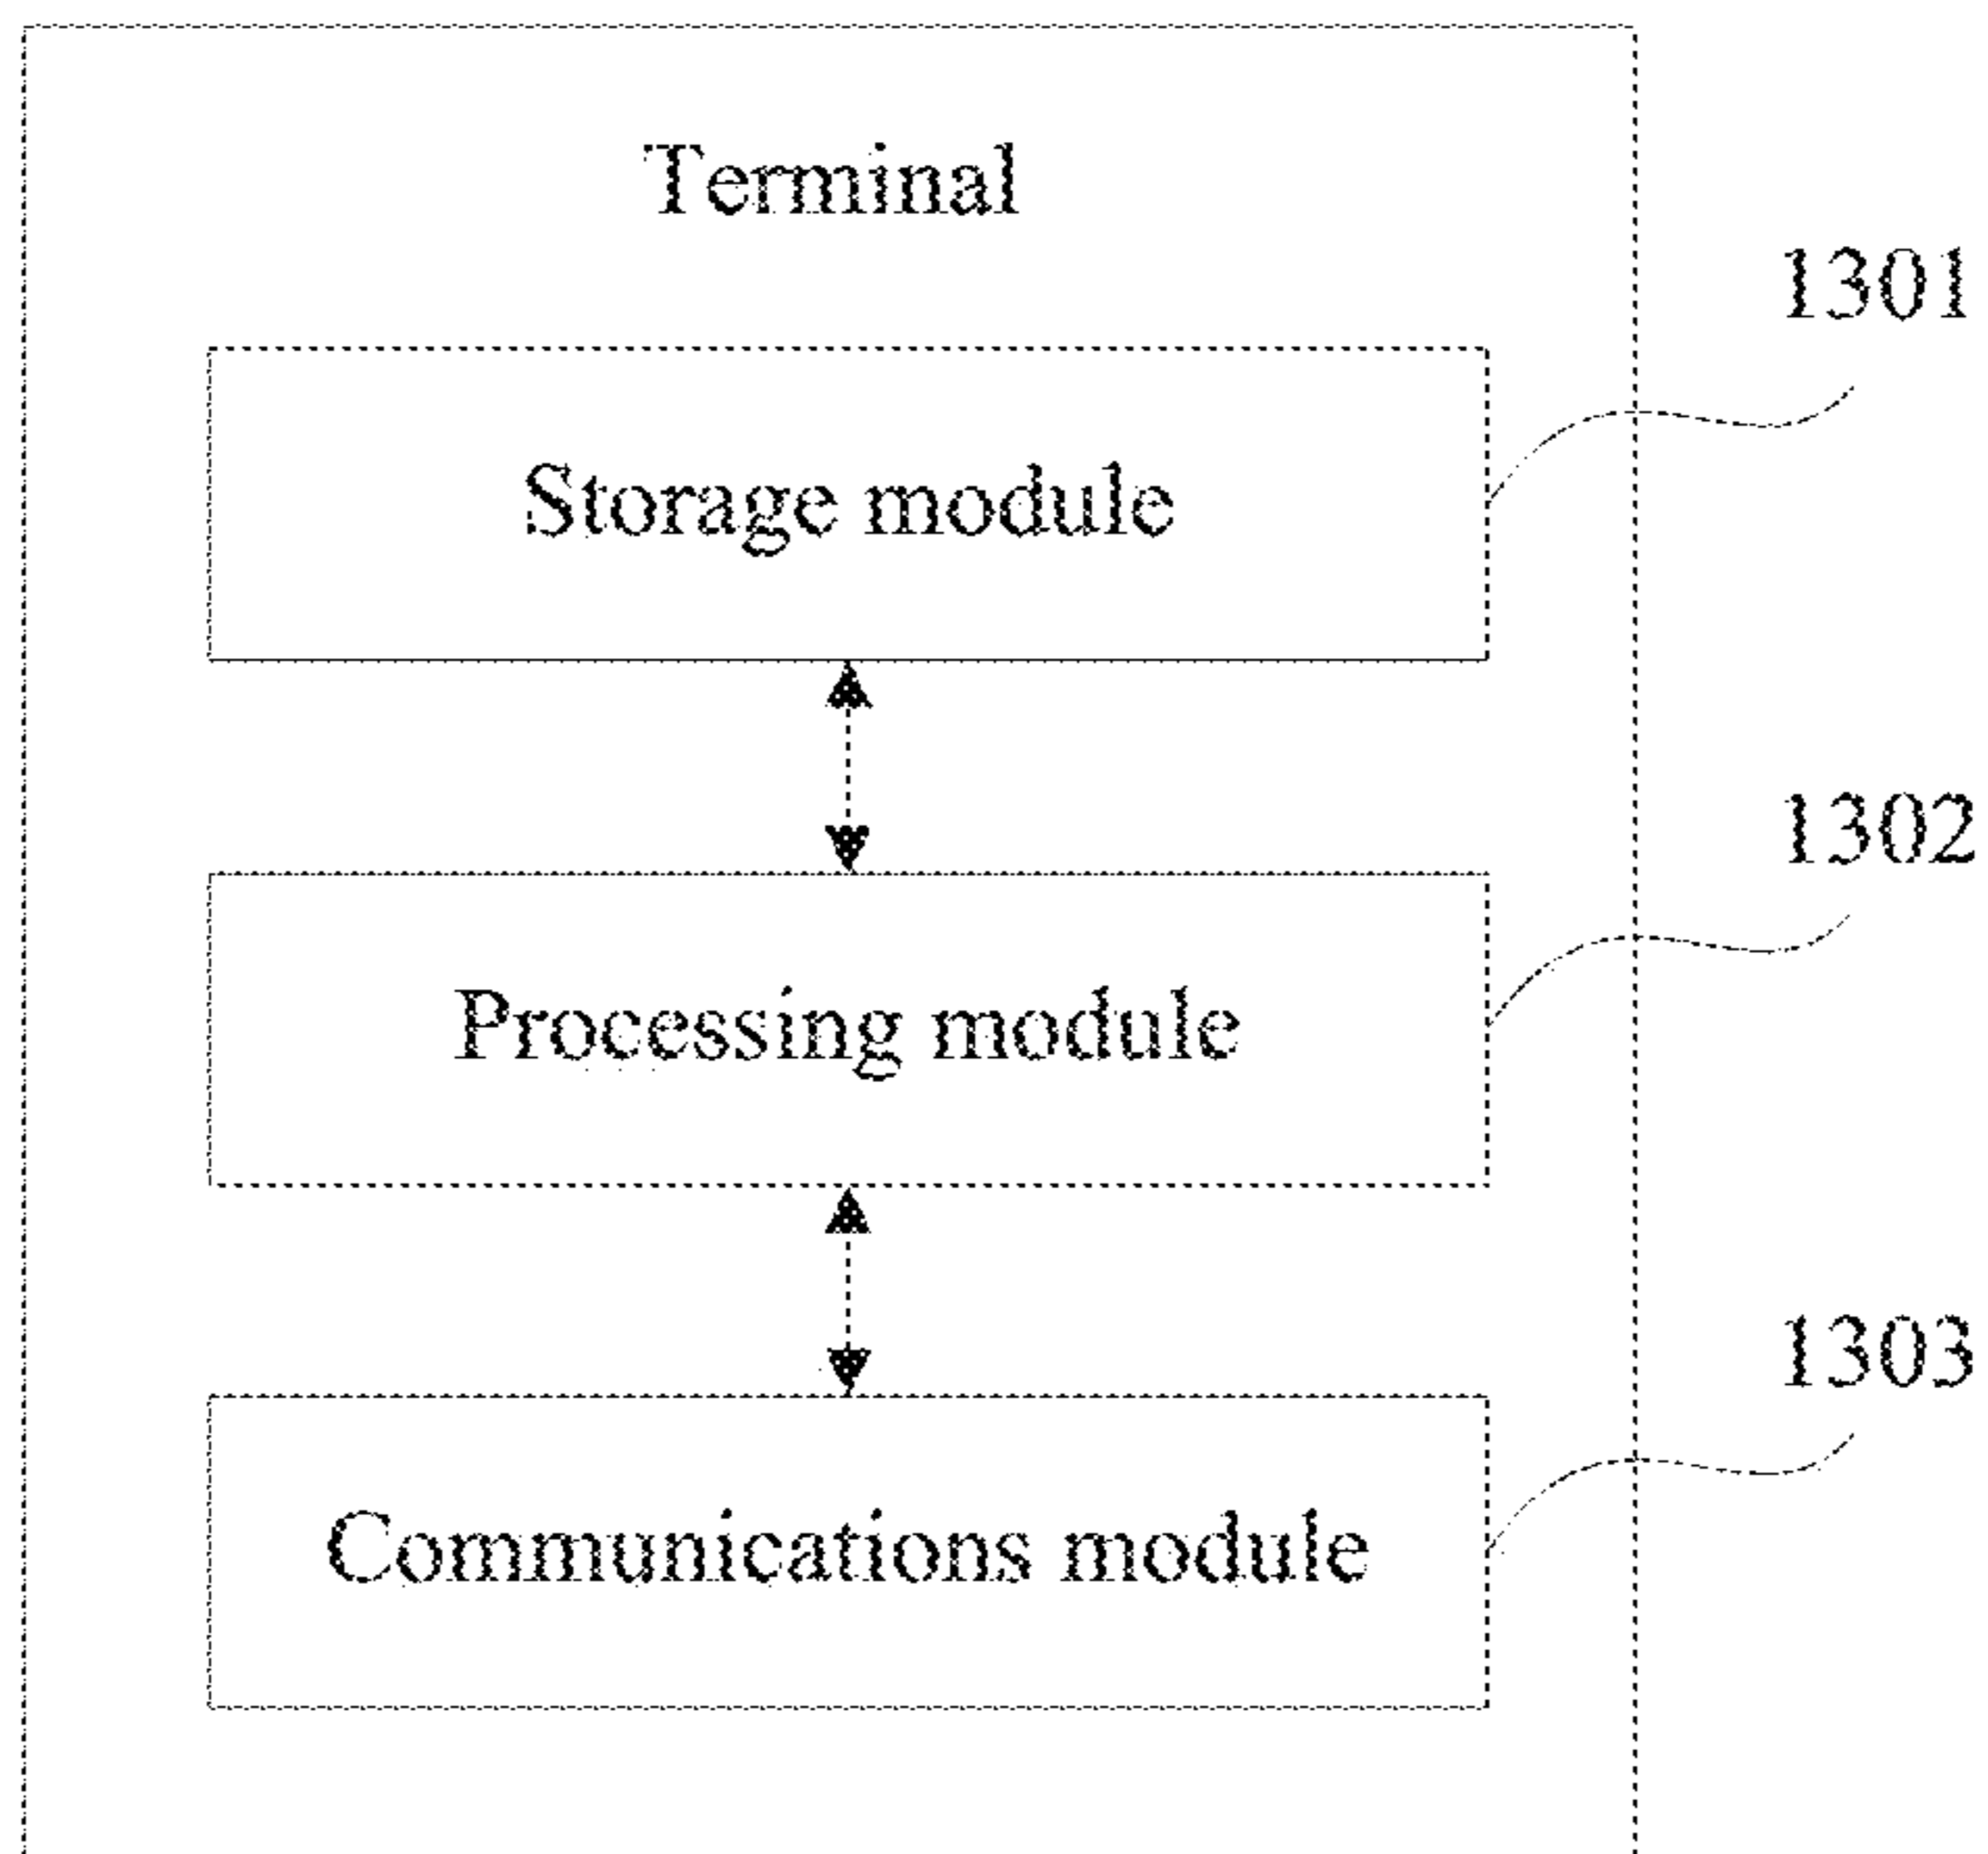 Terminal
1301
Storage module
1302
Processing module
1303
Communications module